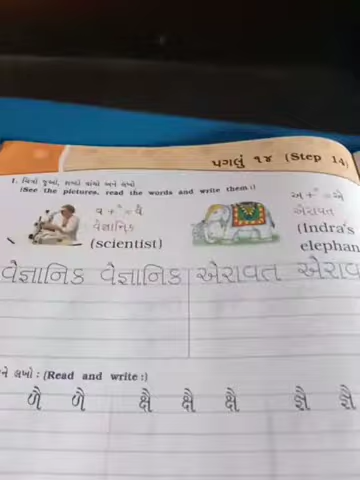 પગલું ૧૪ (Step 14)
1. ચિત્રો જુઓ, શબ્દો વાંચો અને લખો
(See the pictures, read the words and write them:)
વ + ૈ = વૈ
વૈજ્ઞાનિક
(scientist)
અ + ૈ = ઐ
ઐરાવત
(Indra's
elephan
વૈજ્ઞાનિક વૈજ્ઞાનિક ઐરાવત ઐરાવ
ને લખો : (Read and write :)
ળૈ ળૈ ક્ષૈ ક્ષૈ ક્ષૈ જ્ઞૈ જ્ઞૈ